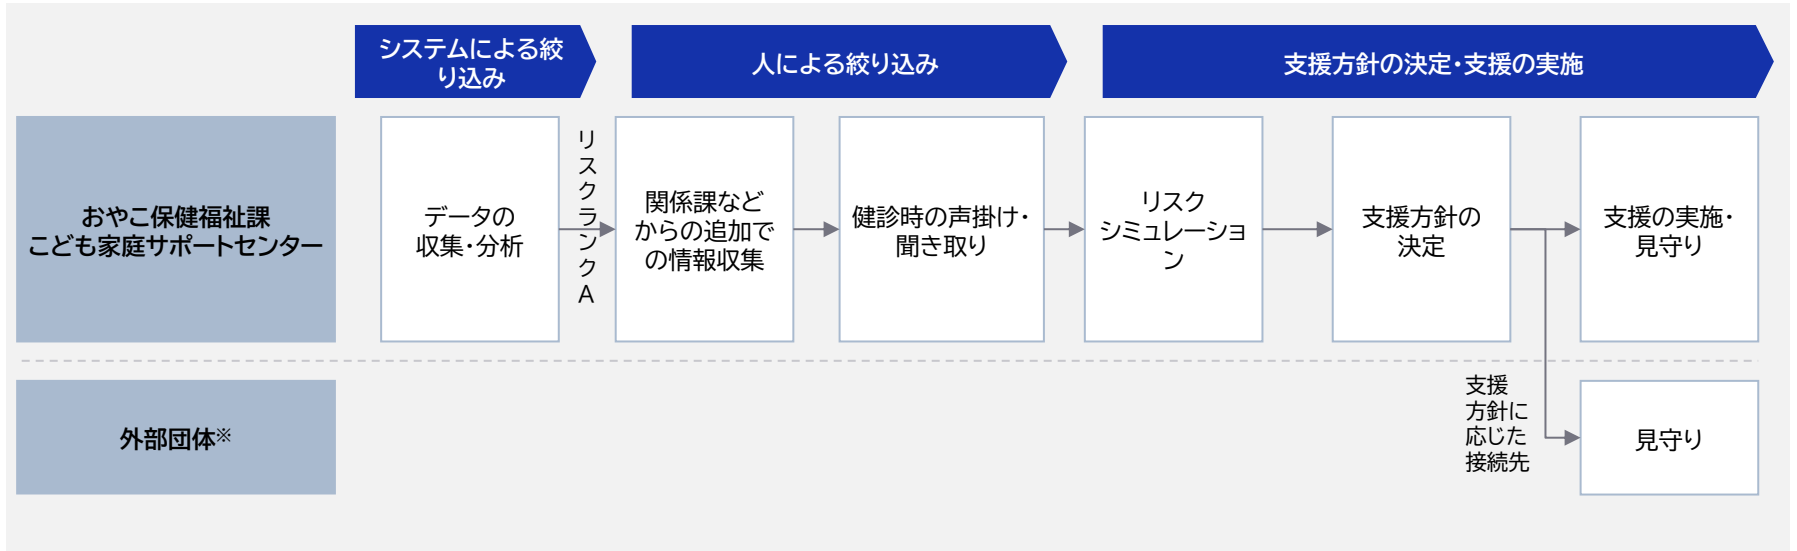 システムによる絞
り込み
人による絞り込み
支援方針の決定・支援の実施
おやこ保健福祉課
こども家庭サポートセンター
データの
収集・分析
リスクランクA
関係課など
からの追加で
の情報収集
健診時の声掛け・
聞き取り
リスク
シミュレーショ
ン
支援方針の
決定
支援の実施・
見守り
外部団体※
支援
方針に
応じた
接続先
見守り